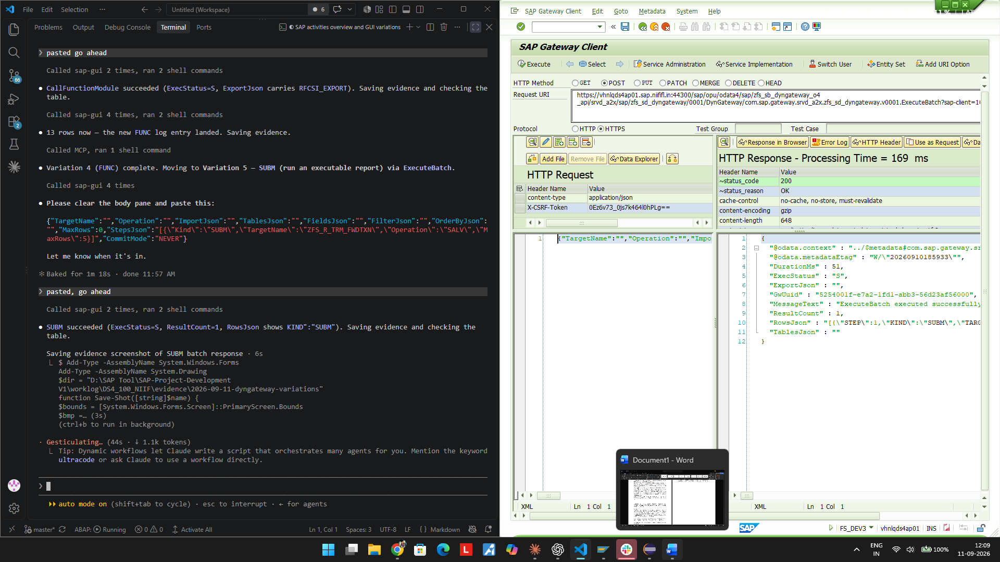 File Edit Selection ··· Untitled (Workspace) 6
Problems Output Debug Console Terminal Ports SAP activities overview and GUI variations
❯ pasted go ahead
Called sap-gui 2 times, ran 2 shell commands
● CallFunctionModule succeeded (ExecStatus=S, ExportJson carries RFCSI_EXPORT). Saving evidence and checking the
table.
Called sap-gui 4 times, ran 2 shell commands
● 13 rows now — the new FUNC log entry landed. Saving evidence.
Called MCP, ran 1 shell command
● Variation 4 (FUNC) complete. Moving to Variation 5 — SUBM (run an executable report) via ExecuteBatch.
Called sap-gui 4 times
● Please clear the body pane and paste this:
{"TargetName":"","Operation":"","ImportJson":"","TablesJson":"","FieldsJson":"","FilterJson":"","OrderByJson":
"","MaxRows":0,"StepsJson":"[{\"Kind\":\"SUBM\",\"TargetName\":\"ZFS_R_TRM_FWDTXN\",\"Operation\":\"SALV\",\"M
axRows\":5}]","CommitMode":"NEVER"}
Let me know when it's in.
✻ Baked for 1m 18s · done 11:57 AM
❯ pasted, go ahead
Called sap-gui 2 times, ran 2 shell commands
● SUBM succeeded (ExecStatus=S, ResultCount=1, RowsJson shows KIND":"SUBM"). Saving evidence and checking the
table.
Saving evidence screenshot of SUBM batch response · 6s
$ Add-Type -AssemblyName System.Windows.Forms
Add-Type -AssemblyName System.Drawing
$dir = "D:\SAP Tool\SAP-Project-Development
V1\worklog\DS4_100_NIIF\evidence\2026-09-11-dyngateway-variations"
function Save-Shot([string]$name) {
$bounds = [System.Windows.Forms.Screen]::PrimaryScreen.Bounds
$bmp =… (3s)
(ctrl+b to run in background)
· Gesticulating… (44s · ↓ 1.1k tokens)
Tip: Dynamic workflows let Claude write a script that orchestrates many agents for you. Mention the keyword
ultracode or ask Claude to use a workflow directly.
❯
auto mode on (shift+tab to cycle) · esc to interrupt · ← for agents
66
2
master* ABAP: Running 0 0 Activate All Ln 1, Col 1 Spaces: 3 UTF-8 LF { } Markdown
SAP Gateway Client Edit Goto Metadata System Help
SAP Gateway Client
Execute Select Service Administration Service Implementation Switch User Entity Set Add URI Option
HTTP Method GET POST PUT PATCH MERGE DELETE HEAD
Request URI https://vhnlqds4ap01.sap.niififl.in:44300/sap/opu/odata4/sap/zfs_sb_dyngateway_o4
_api/srvd_a2x/sap/zfs_sd_dyngateway/0001/DynGateway/com.sap.gateway.srvd_a2x.zfs_sd_dyngateway.v0001.ExecuteBatch?sap-client=1
Protocol HTTP HTTPS Test Group Test Case
Add File Remove File Data Explorer
HTTP Request
Header Name Value
content-type application/json
X-CSRF-Token 0Ez6v73_0js7k464l0hPLg==
1 {"TargetName":"","Operation":"","Impo
XML Ln 1 Col 1
Response in Browser Error Log HTTP Header Use as Request Da
HTTP Response - Processing Time = 169 ms
Header Name Value
~status_code 200
~status_reason OK
cache-control no-cache, no-store, must-revalidate
content-encoding gzip
content-length 648
1 {
2 "@odata.context" : "../$metadata#com.sap.gateway.sr
3 "@odata.metadataEtag" : "W/\"20260910185933\"",
4 "DurationMs" : 51,
5 "ExecStatus" : "S",
6 "ExportJson" : "",
7 "GwUuid" : "5254001f-e7a2-1fd1-abb3-56d23af56000",
8 "MessageText" : "ExecuteBatch executed successfully
9 "ResultCount" : 1,
10 "RowsJson" : "[{\"STEP\":1,\"KIND\":\"SUBM\",\"TARG
11 "TablesJson" : ""
12 }
XML Ln 1 Col 1
Document1 - Word
SAP FS_DEV3 vhnlqds4ap01 INS
ENG
IN
100%
12:09
11-09-2026